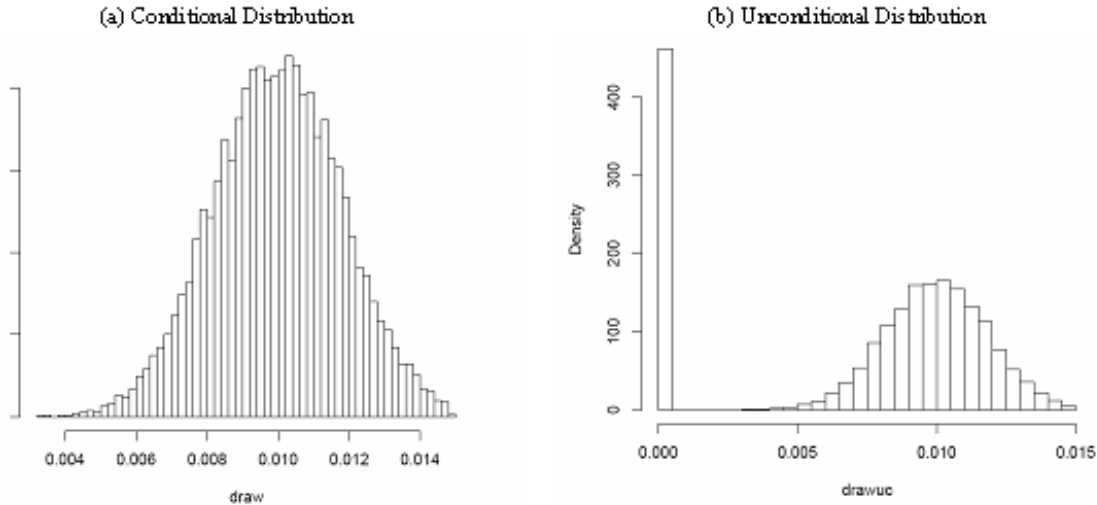 (a) Conditional Distribution
0.004 0.006 0.008 0.010 0.012 0.014
draw
(b) Unconditional Distribution
Density
0 100 200 300 400
0.000 0.005 0.010 0.015
drawuc